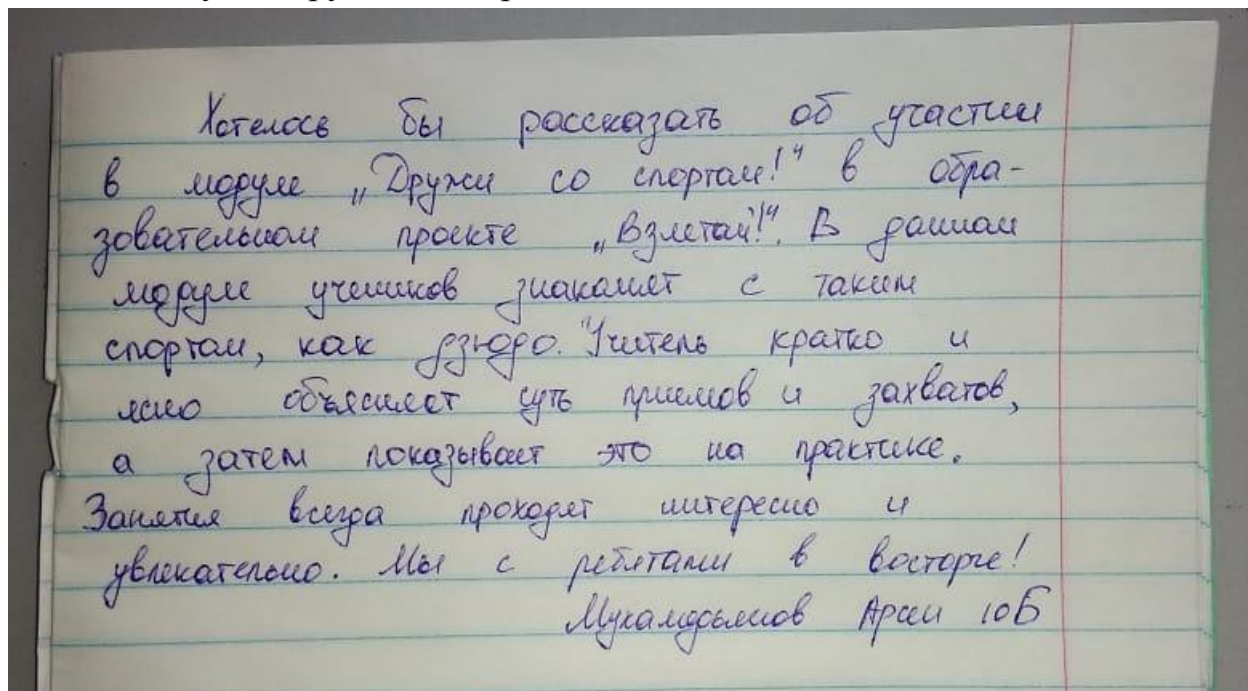 Хотелось бы рассказать об участии
в модуле „Дружи со спортом!“ в обра-
зовательном проекте „Взлетай!“. В данном
модуле учеников знакомят с таким
спортом, как дзюдо. Учитель кратко и
ясно объясняет суть приемов и захватов,
а затем показывает это на практике.
Занятия всегда проходят интересно и
увлекательно. Мы с ребятами в восторге!
10Б